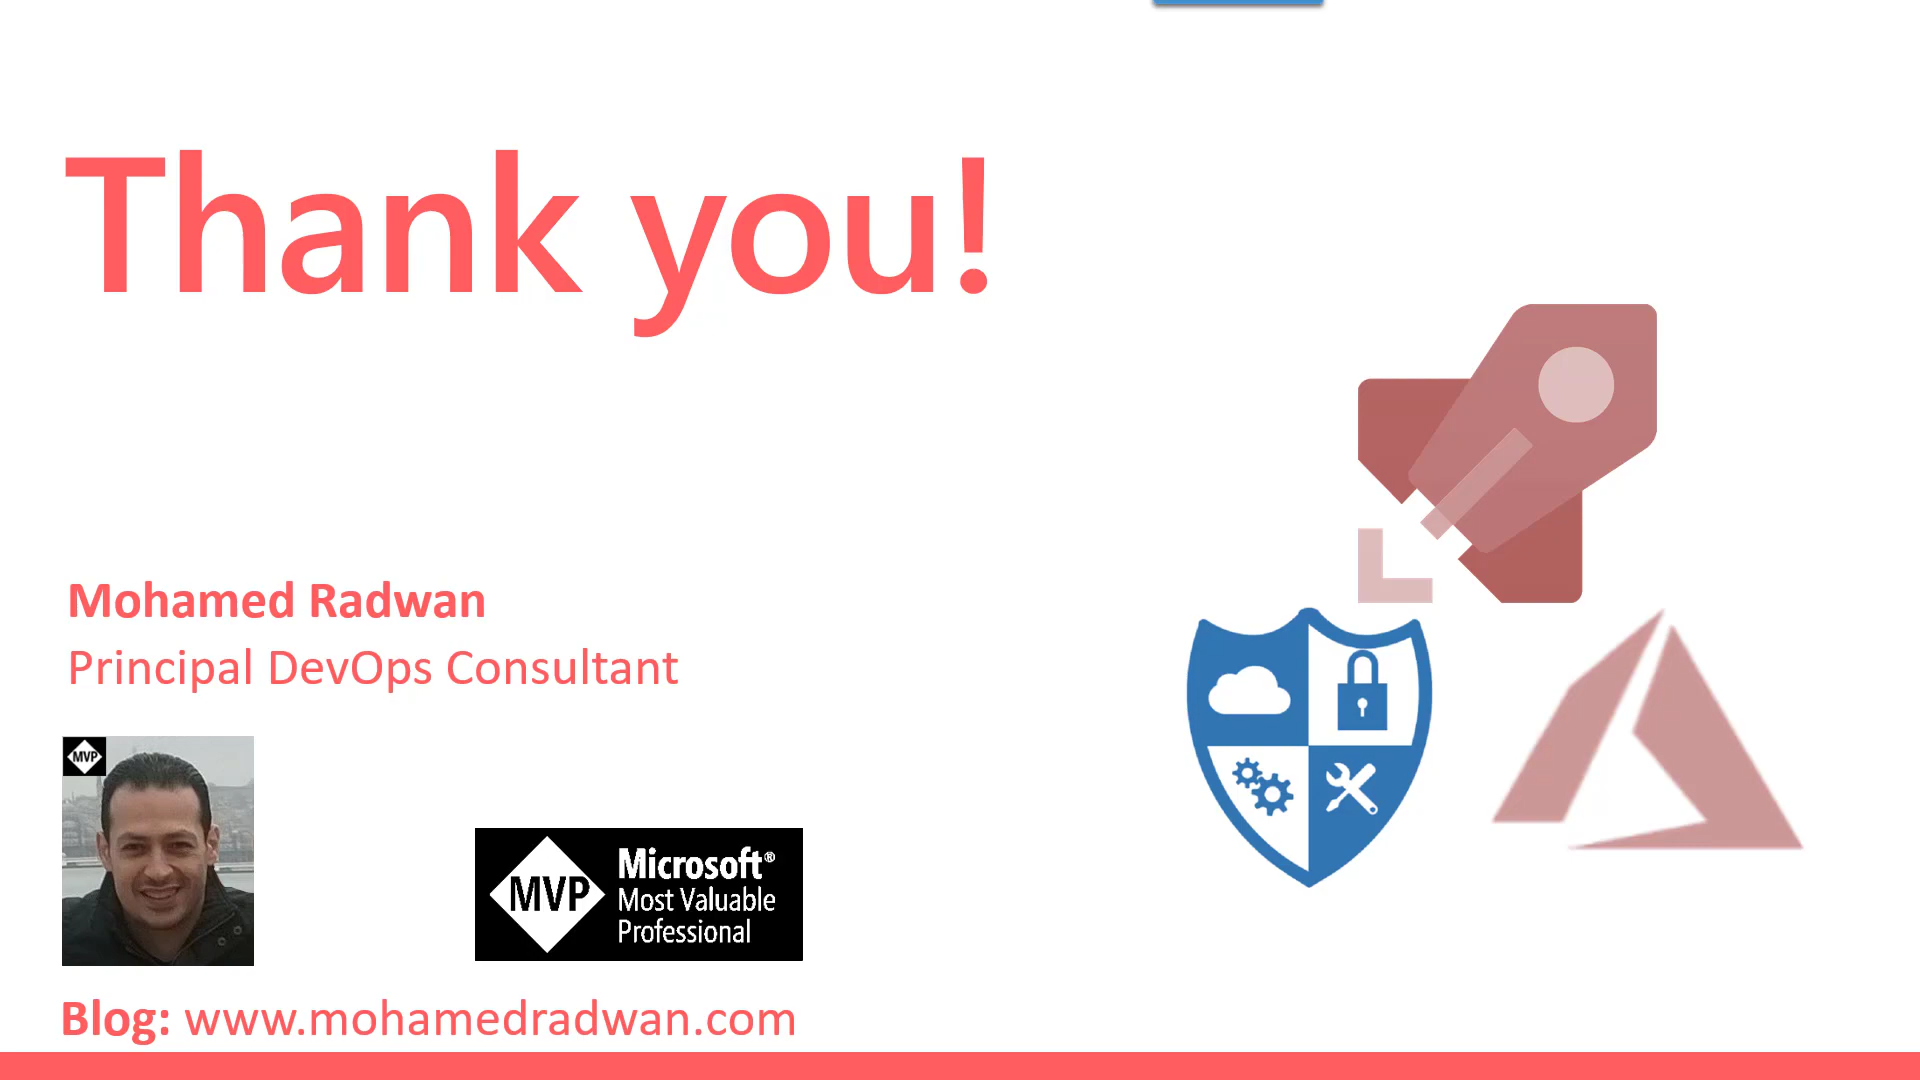 Thank you!
Mohamed Radwan
Principal DevOps Consultant
MVP
MVP
Microsoft®
Most Valuable
Professional
Blog: www.mohamedradwan.com